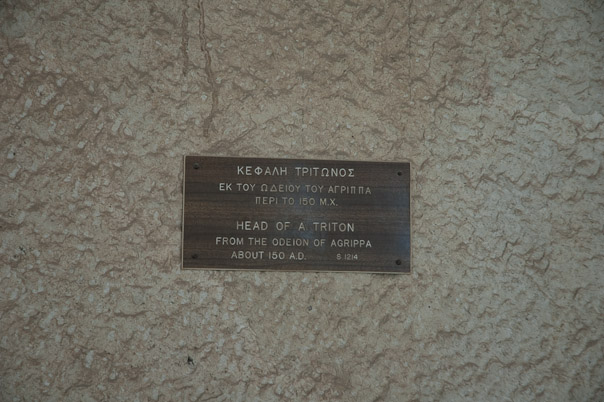 ΚΕΦΑΛΗ ΤΡΙΤΩΝΟΣ
ΕΚ ΤΟΥ ΩΔΕΙΟΥ ΤΟΥ ΑΓΡΙΠΠΑ
ΠΕΡΙ ΤΟ 150 Μ.Χ.
HEAD OF A TRITON
FROM THE ODEION OF AGRIPPA
ABOUT 150 A.D. S 1214